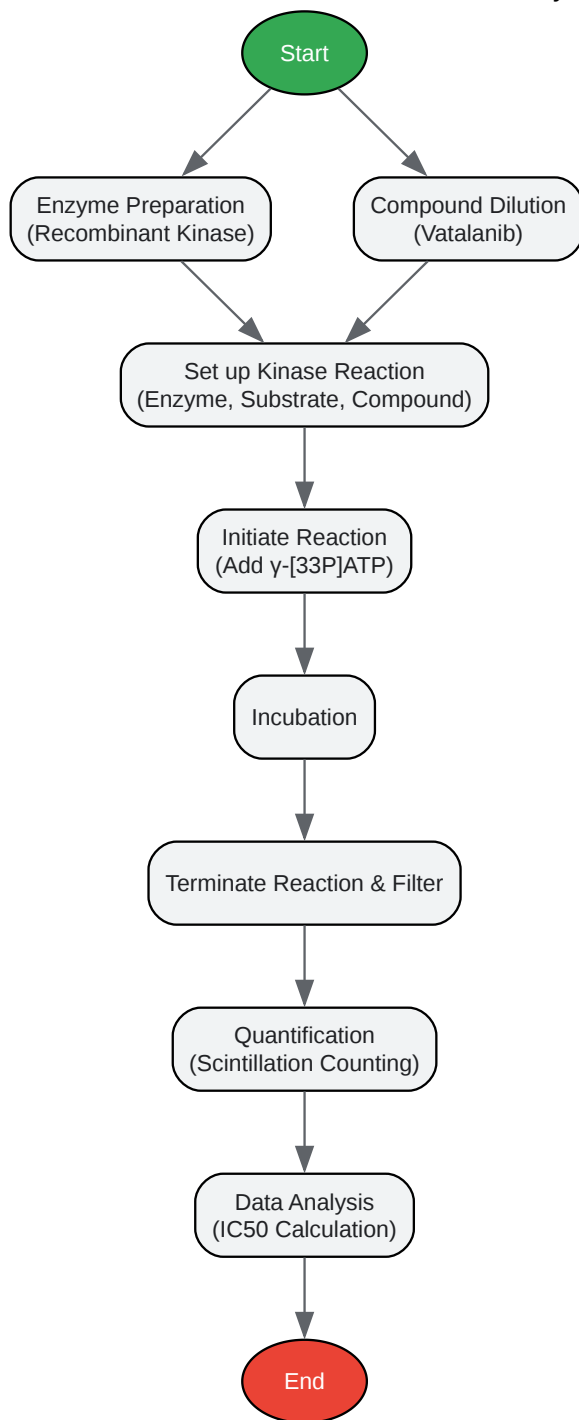 Start
Enzyme Preparation
(Recombinant Kinase)
Compound Dilution
(Vatalanib)
Set up Kinase Reaction
(Enzyme, Substrate, Compound)
Initiate Reaction
(Add γ-[33P]ATP)
Incubation
Terminate Reaction & Filter
Quantification
(Scintillation Counting)
Data Analysis
(IC50 Calculation)
End